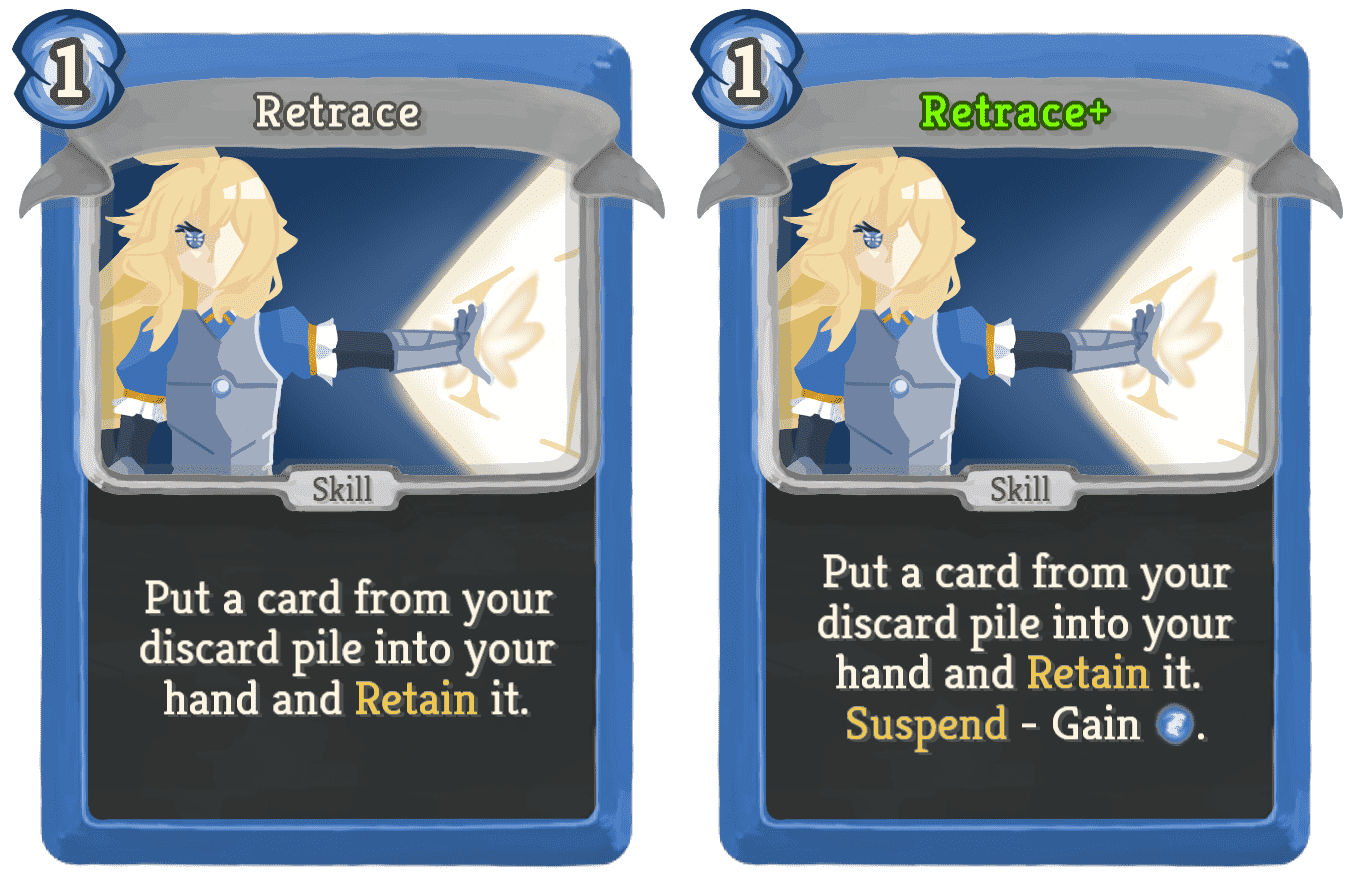 1
Retrace
Skill
Put a card from your
discard pile into your
hand and Retain it.
1
Retrace+
Skill
Put a card from your
discard pile into your
hand and Retain it.
Suspend - Gain .